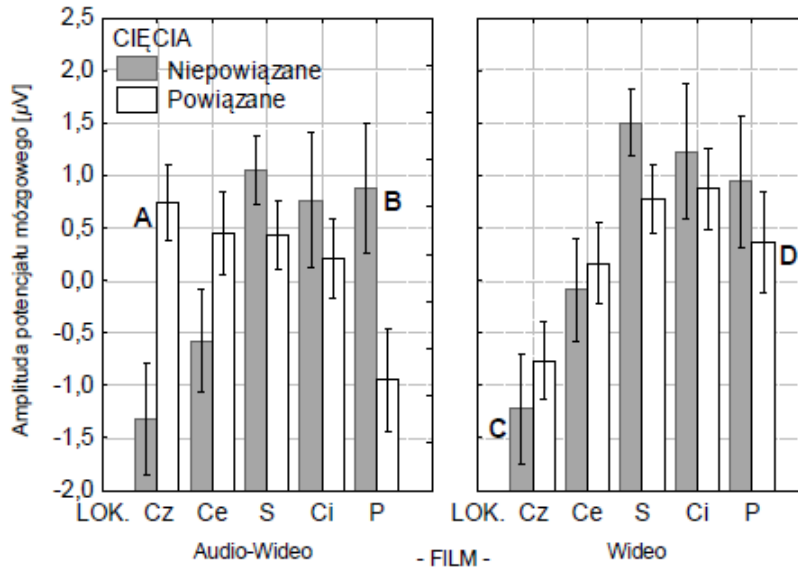 Amplituda potencjału mózgowego [µV]
2,5
2,0
1,5
1,0
0,5
0,0
-0,5
-1,0
-1,5
-2,0
CIĘCIA
Niepowiązane
Powiązane
A
B
C
D
LOK. Cz Ce S Ci P
LOK. Cz Ce S Ci P
Audio-Wideo
- FILM -
Wideo